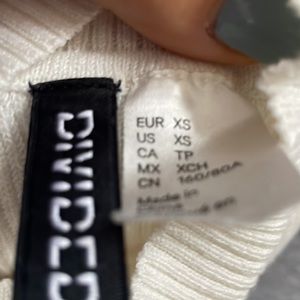 DIVIDED
EUR XS
US XS
CA TP
MX XCH
CN 160/80A
Made in